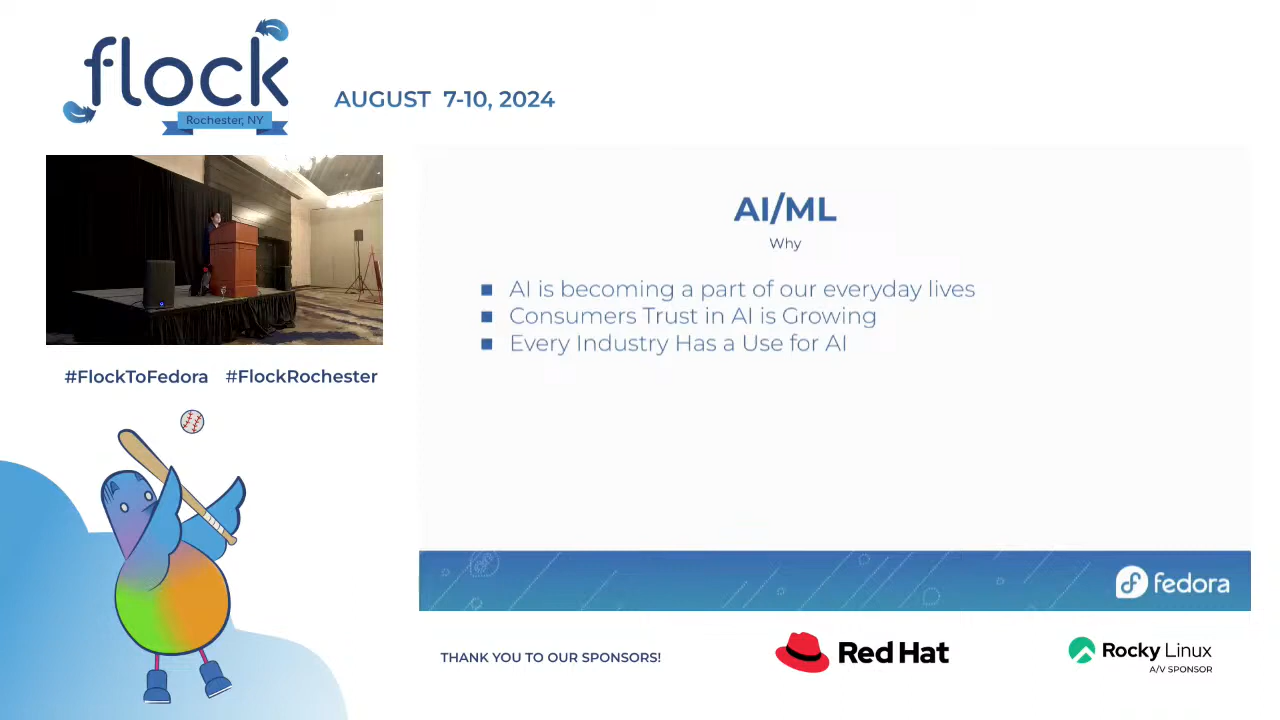 flock
Rochester, NY
AUGUST 7-10, 2024
#FlockToFedora #FlockRochester
AI/ML
Why
AI is becoming a part of our everyday lives
Consumers Trust in AI is Growing
Every Industry Has a Use for AI
fedora
THANK YOU TO OUR SPONSORS!
Red Hat
Rocky Linux
A/V SPONSOR